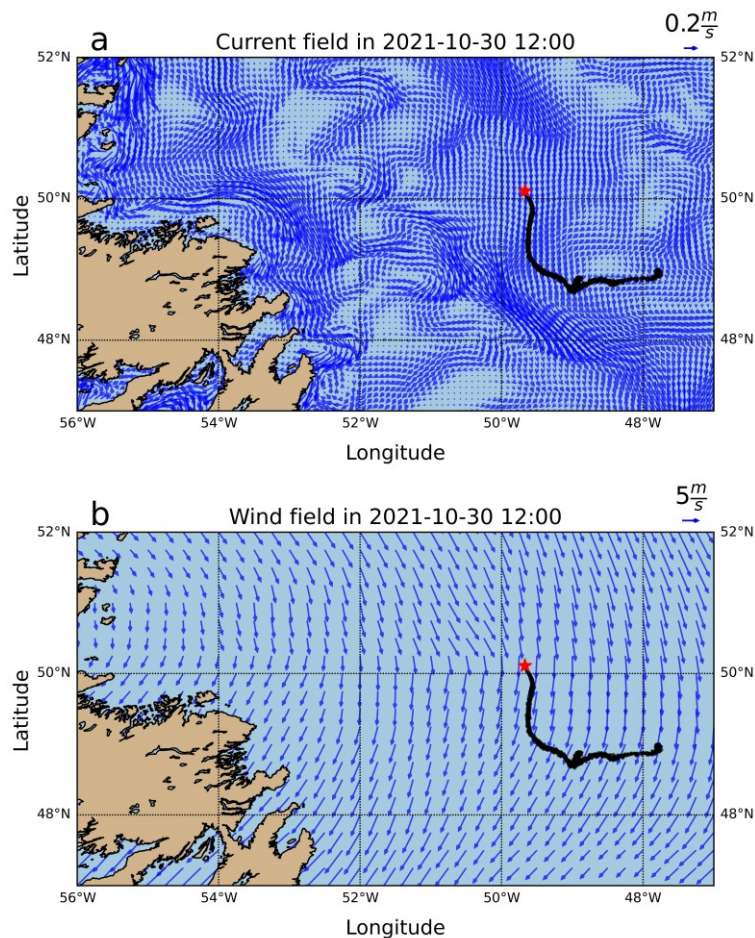 a
Current field in 2021-10-30 12:00
0.2 m/s
52°N
52°N
50°N
50°N
48°N
48°N
Latitude
56°W
54°W
52°W
50°W
48°W
Longitude
b
Wind field in 2021-10-30 12:00
5 m/s
52°N
52°N
50°N
50°N
48°N
48°N
Latitude
56°W
54°W
52°W
50°W
48°W
Longitude